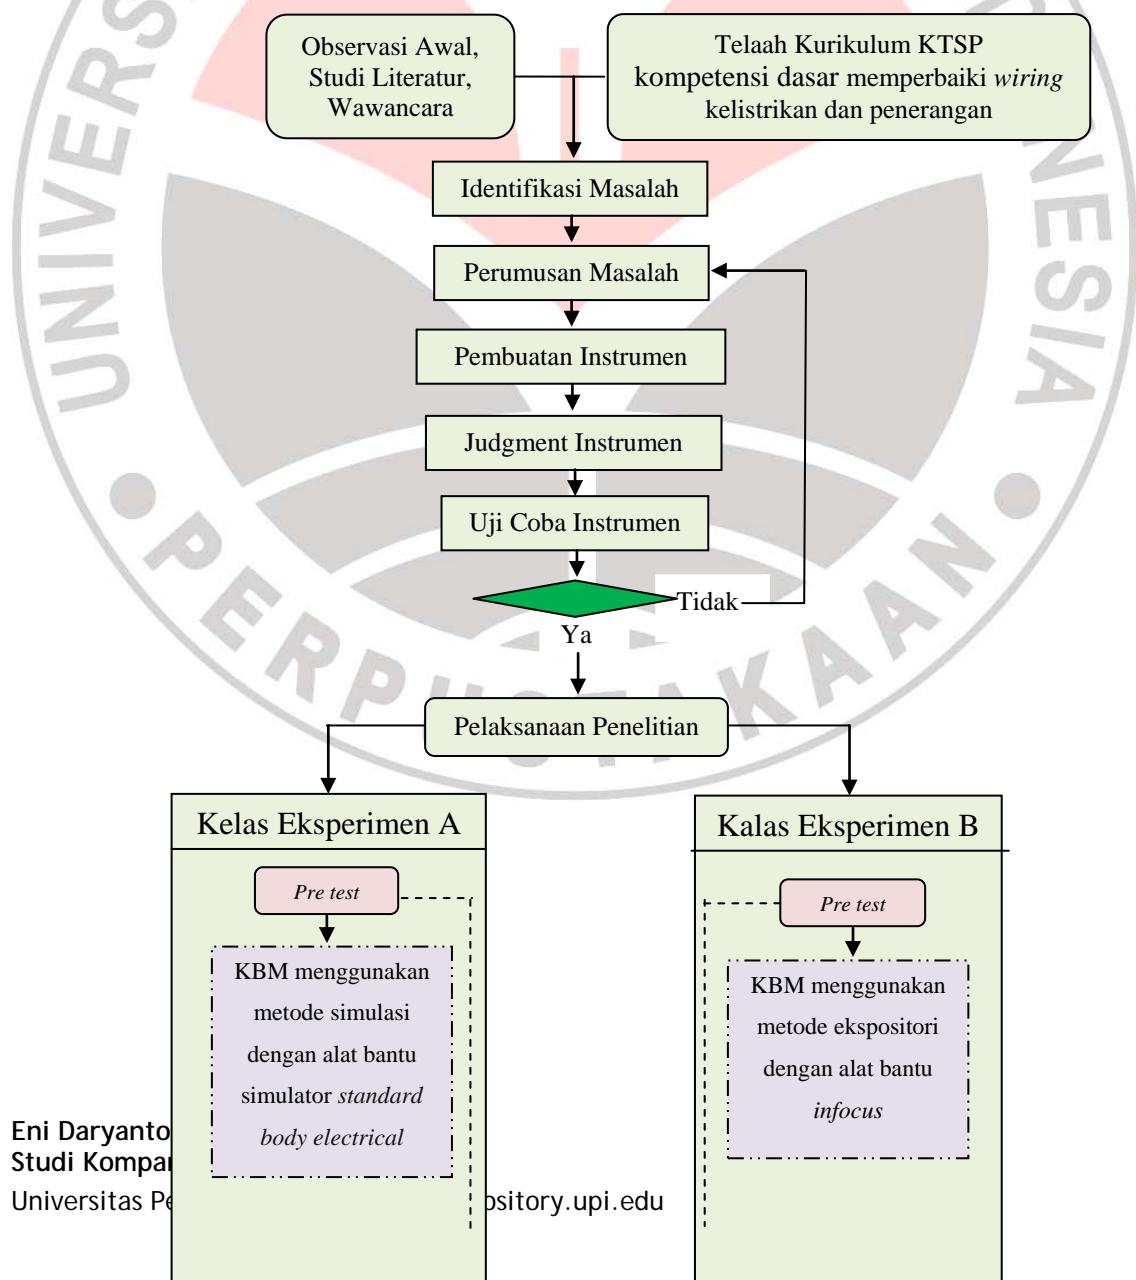 Observasi Awal,
Studi Literatur,
Wawancara
Telaah Kurikulum KTSP
kompetensi dasar memperbaiki wiring
kelistrikan dan penerangan
Identifikasi Masalah
Perumusan Masalah
Pembuatan Instrumen
Judgment Instrumen
Uji Coba Instrumen
Tidak
Ya
Pelaksanaan Penelitian
Kelas Eksperimen A
Pre test
KBM menggunakan
metode simulasi
dengan alat bantu
simulator standard
body electrical
Kalas Eksperimen B
Pre test
KBM menggunakan
metode ekspositori
dengan alat bantu
infocus
Eni Daryanto
Studi
Universitas
.upi.edu
PERPUSTAKAAN